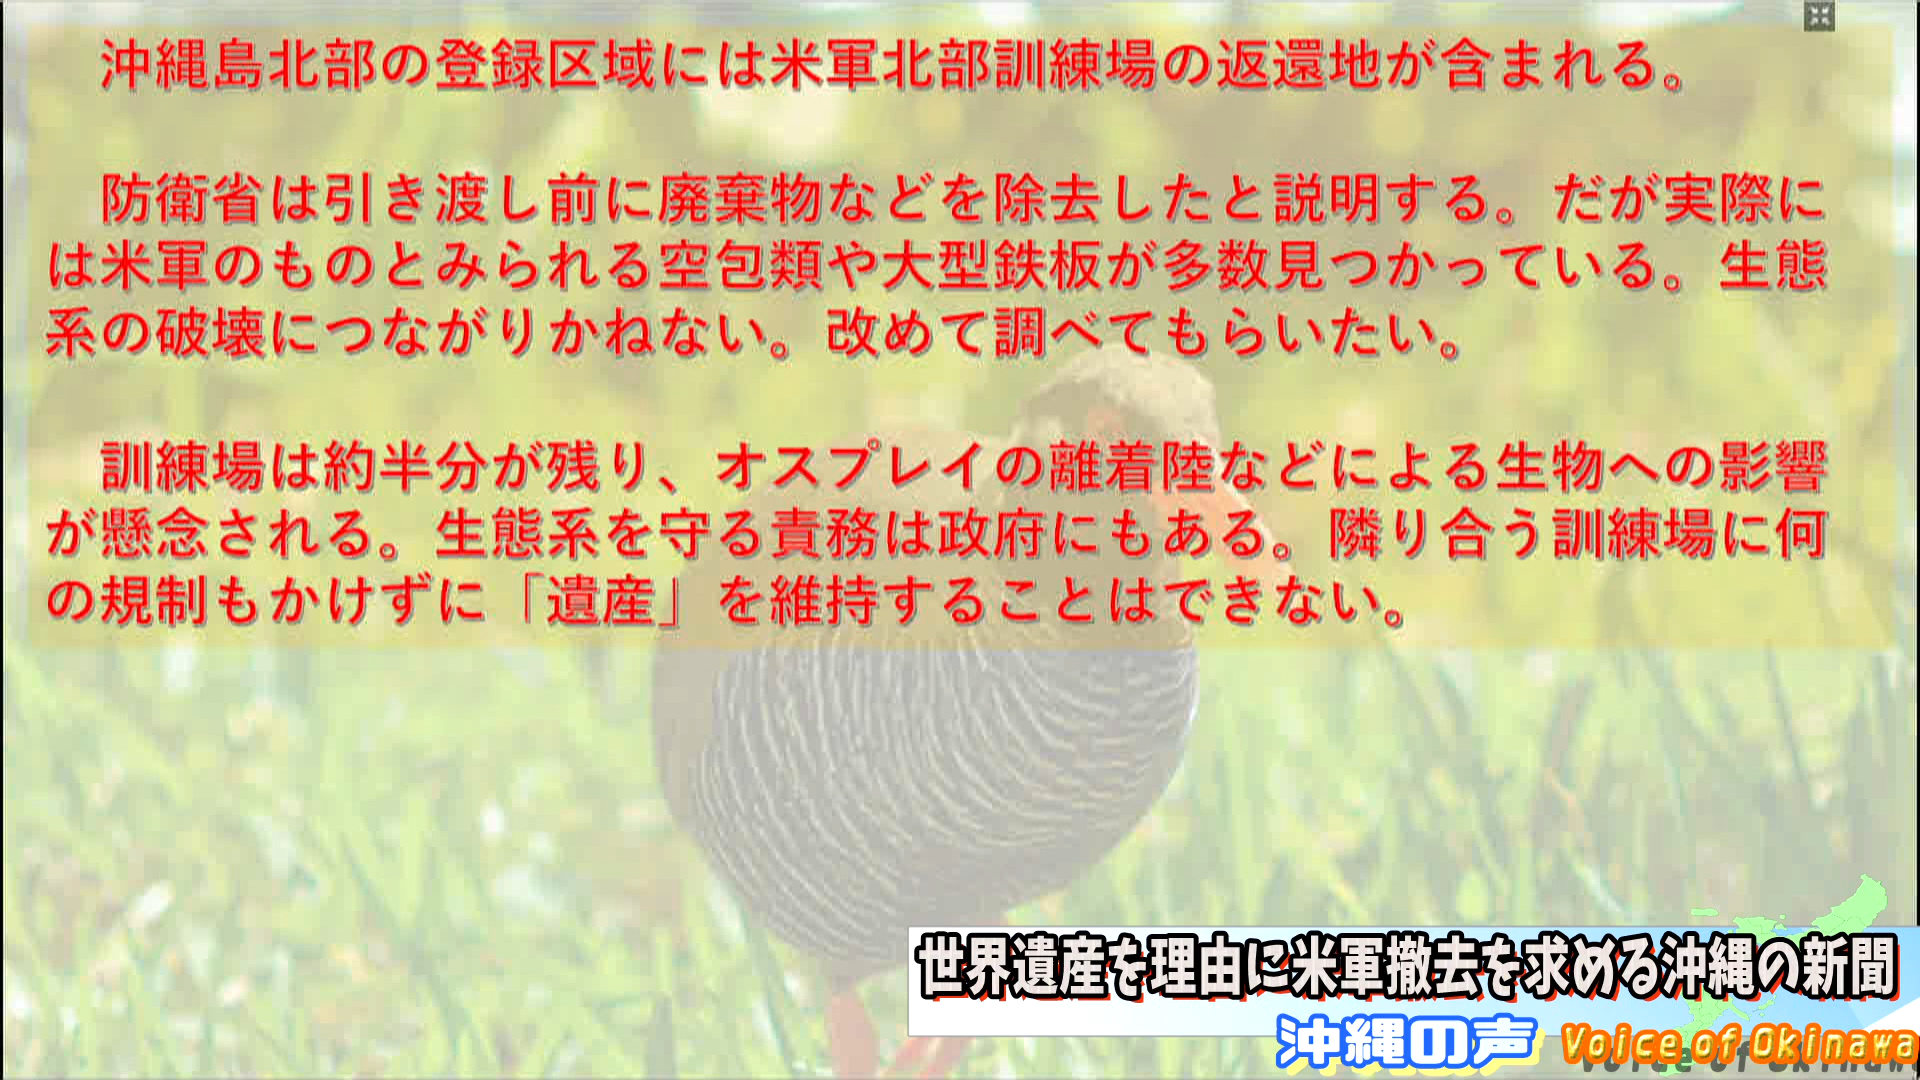 沖縄島北部の登録区域には米軍北部訓練場の返還地が含まれる。
防衛省は引き渡し前に廃棄物などを除去したと説明する。だが実際に
は米軍のものとみられる空包類や大型鉄板が多数見つかっている。生態
系の破壊につながりかねない。改めて調べてもらいたい。
訓練場は約半分が残り、オスプレイの離着陸などによる生物への影響
が懸念される。生態系を守る責務は政府にもある。隣り合う訓練場に何
の規制もかけずに「遺産」を維持することはできない。
世界遺産を理由に米軍撤去を求める沖縄の新聞
沖縄の声 Voice of Okinawa